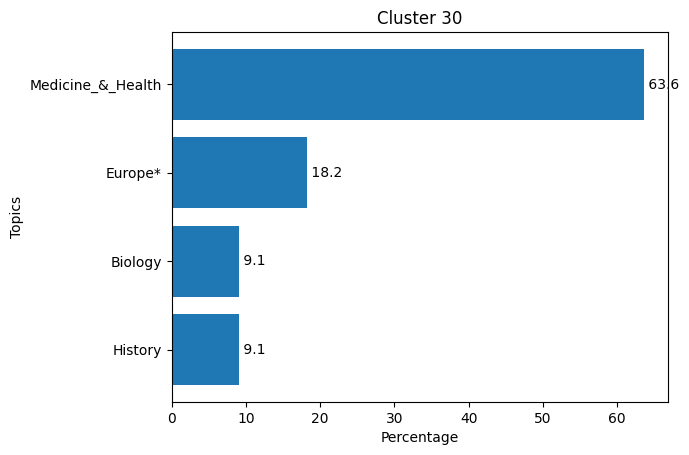 Cluster 30
Topics
Medicine_&_Health
63.6
Europe*
18.2
Biology
9.1
History
9.1
0 10 20 30 40 50 60
Percentage